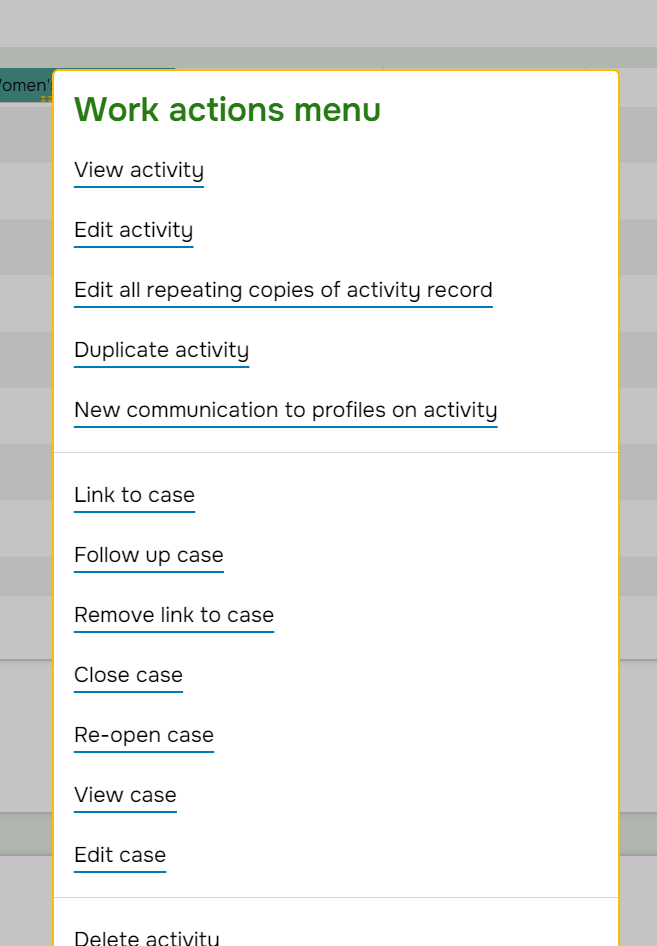 Work actions menu
View activity
Edit activity
Edit all repeating copies of activity record
Duplicate activity
New communication to profiles on activity
Link to case
Follow up case
Remove link to case
Close case
Re-open case
View case
Edit case
Delete activity